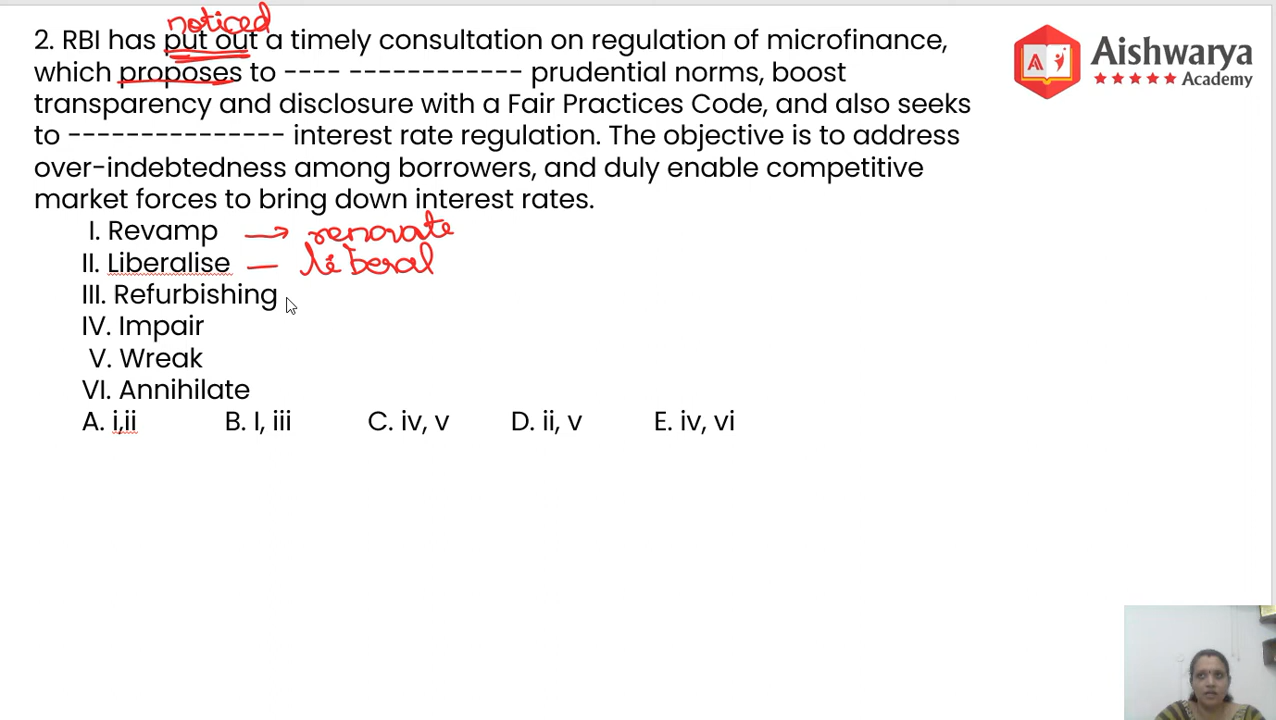 noticed
2. RBI has put out a timely consultation on regulation of microfinance,
which proposes to ---- ------------ prudential norms, boost
transparency and disclosure with a Fair Practices Code, and also seeks
to --------------- interest rate regulation. The objective is to address
over-indebtedness among borrowers, and duly enable competitive
market forces to bring down interest rates.
I. Revamp → renovate
II. Liberalise — liberal
III. Refurbishing
IV. Impair
V. Wreak
VI. Annihilate
A. i,ii B. I, iii C. iv, v D. ii, v E. iv, vi
Aishwarya
Academy